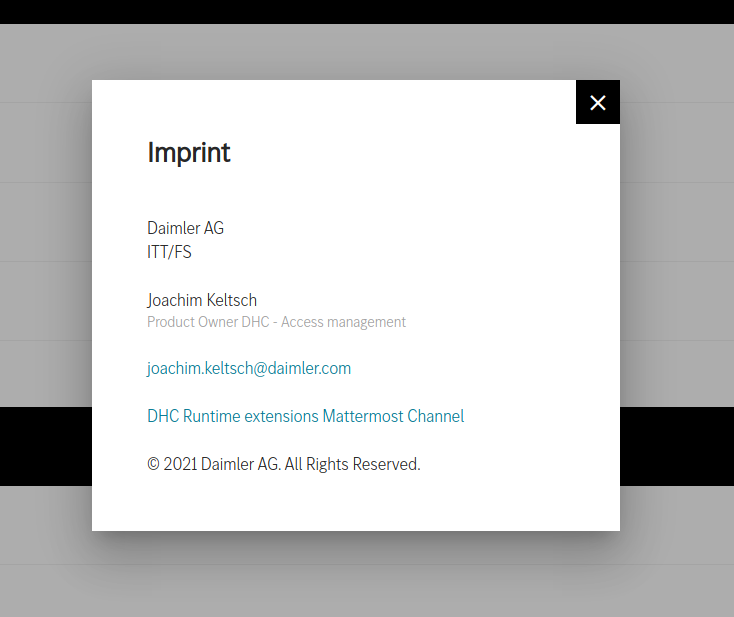 Imprint
Daimler AG
ITT/FS
Joachim Keltsch
Product Owner DHC - Access management
joachim.keltsch@daimler.com
DHC Runtime extensions Mattermost Channel
© 2021 Daimler AG. All Rights Reserved.